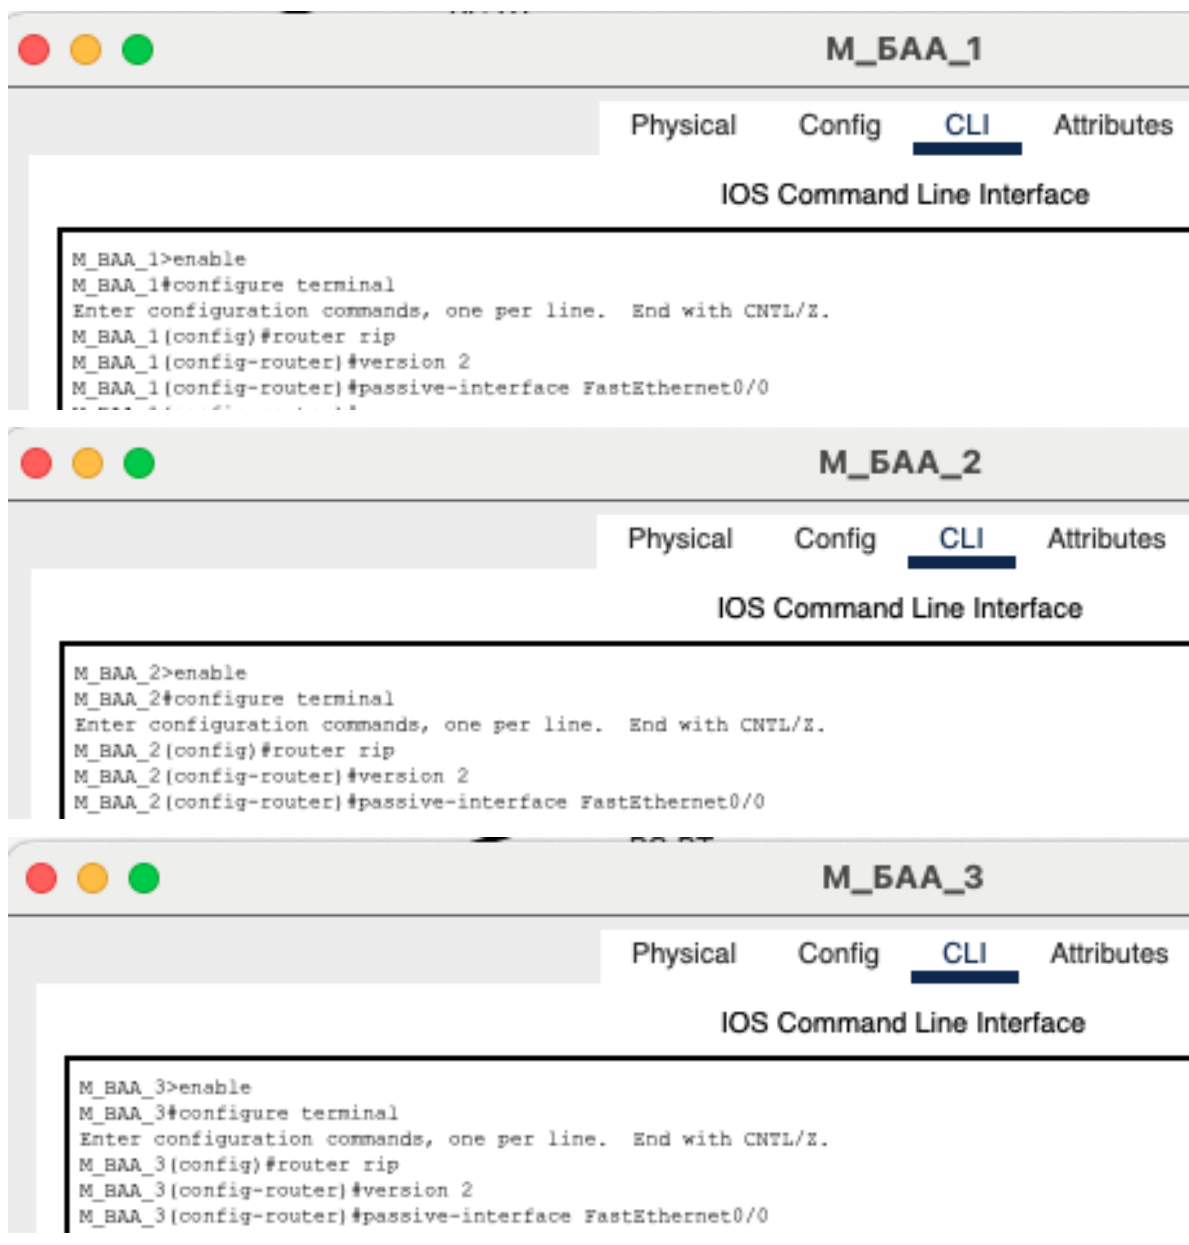 М_БАА_1
Physical Config CLI Attributes
IOS Command Line Interface
M_BAA_1>enable
M_BAA_1#configure terminal
Enter configuration commands, one per line.  End with CNTL/Z.
M_BAA_1(config)#router rip
M_BAA_1(config-router)#version 2
M_BAA_1(config-router)#passive-interface FastEthernet0/0
М_БАА_2
Physical Config CLI Attributes
IOS Command Line Interface
M_BAA_2>enable
M_BAA_2#configure terminal
Enter configuration commands, one per line.  End with CNTL/Z.
M_BAA_2(config)#router rip
M_BAA_2(config-router)#version 2
M_BAA_2(config-router)#passive-interface FastEthernet0/0
М_БАА_3
Physical Config CLI Attributes
IOS Command Line Interface
M_BAA_3>enable
M_BAA_3#configure terminal
Enter configuration commands, one per line.  End with CNTL/Z.
M_BAA_3(config)#router rip
M_BAA_3(config-router)#version 2
M_BAA_3(config-router)#passive-interface FastEthernet0/0